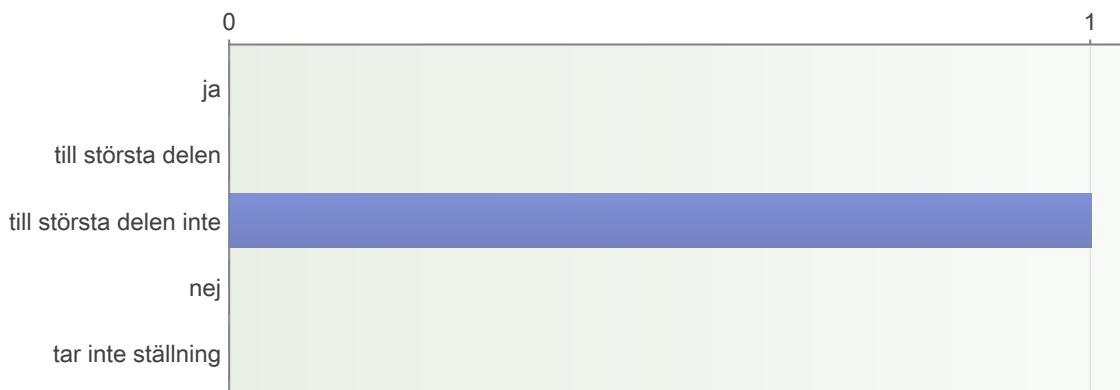 0 1
ja
till största delen
till största delen inte
nej
tar inte ställning